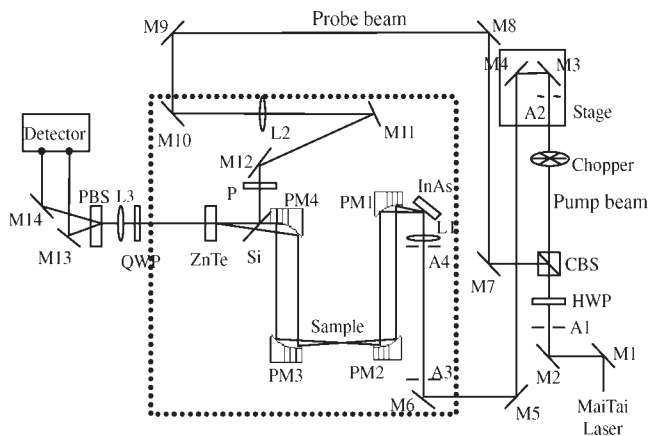 M9
Probe beam
M8
M4
M3
A2
Stage
M10
L2
M11
Detector
M12
Chopper
P
InAs
PBS
L3
PM4
PM1
Pump beam
M14
L1
M13
QWP
ZnTe
Si
A4
M7
CBS
HWP
Sample
A1
PM3
PM2
A3
M2
M1
M6
M5
MaiTai
Laser